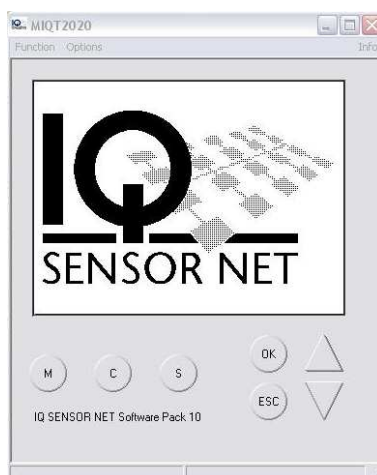 MIQT2020
Function Options Info
IQ
SENSOR NET
OK
M C S
ESC
IQ SENSOR NET Software Pack 10